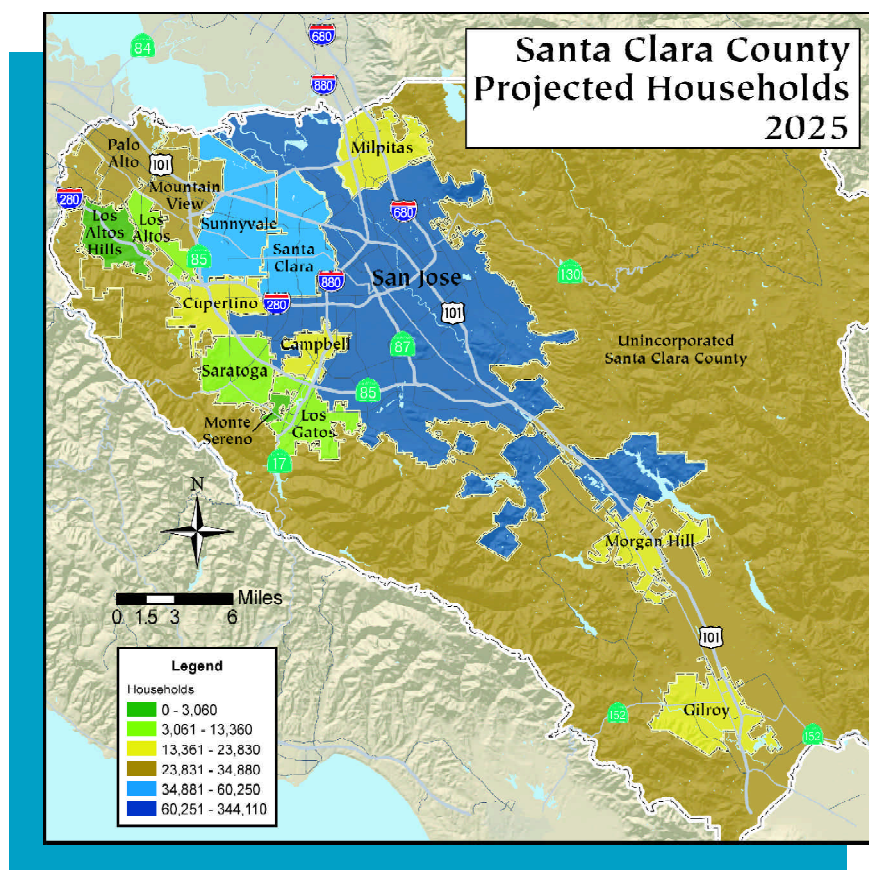 Santa Clara County
Projected Households
2025
84
680
880
Palo
Alto
101
Milpitas
Mountain
View
280
Los
Altos
Hills
Los
Altos
Sunnyvale
680
85
Santa
Clara
880
San Jose
130
Cupertino
280
101
Campbell
87
Unincorporated
Santa Clara County
Saratoga
85
Monte
Sereno
Los
Gatos
17
N
Morgan Hill
Miles
0 1.5 3 6
101
Legend
Households
0 - 3,060
3,061 - 13,360
13,361 - 23,830
23,831 - 34,880
34,881 - 60,250
60,251 - 344,110
152
Gilroy
152